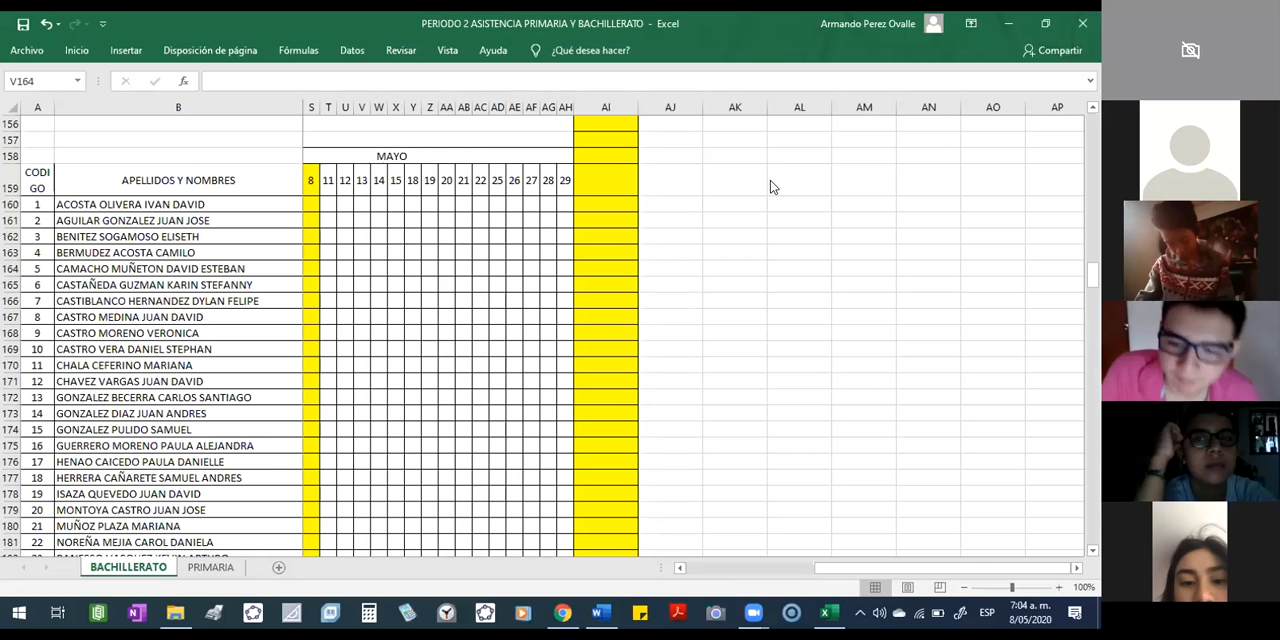 PERIODO 2 ASISTENCIA PRIMARIA Y BACHILLERATO - Excel
Armando Perez Ovalle
Archivo Inicio Insertar Disposición de página Fórmulas Datos Revisar Vista Ayuda ¿Qué desea hacer? Compartir
V164 fx
A B S T U V W X Y Z AA AB AC AD AE AF AG AH AI AJ AK AL AM AN AO AP
156
157
158 MAYO
159 CODI GO APELLIDOS Y NOMBRES 8 11 12 13 14 15 18 19 20 21 22 25 26 27 28 29
160 1 ACOSTA OLIVERA IVAN DAVID
161 2 AGUILAR GONZALEZ JUAN JOSE
162 3 BENITEZ SOGAMOSO ELISETH
163 4 BERMUDEZ ACOSTA CAMILO
164 5 CAMACHO MUÑETON DAVID ESTEBAN
165 6 CASTAÑEDA GUZMAN KARIN STEFANNY
166 7 CASTIBLANCO HERNANDEZ DYLAN FELIPE
167 8 CASTRO MEDINA JUAN DAVID
168 9 CASTRO MORENO VERONICA
169 10 CASTRO VERA DANIEL STEPHAN
170 11 CHALA CEFERINO MARIANA
171 12 CHAVEZ VARGAS JUAN DAVID
172 13 GONZALEZ BECERRA CARLOS SANTIAGO
173 14 GONZALEZ DIAZ JUAN ANDRES
174 15 GONZALEZ PULIDO SAMUEL
175 16 GUERRERO MORENO PAULA ALEJANDRA
176 17 HENAO CAICEDO PAULA DANIELLE
177 18 HERRERA CAÑARETE SAMUEL ANDRES
178 19 ISAZA QUEVEDO JUAN DAVID
179 20 MONTOYA CASTRO JUAN JOSE
180 21 MUÑOZ PLAZA MARIANA
181 22 NOREÑA MEJIA CAROL DANIELA
BACHILLERATO PRIMARIA
100%
ESP 7:04 a. m.
8/05/2020